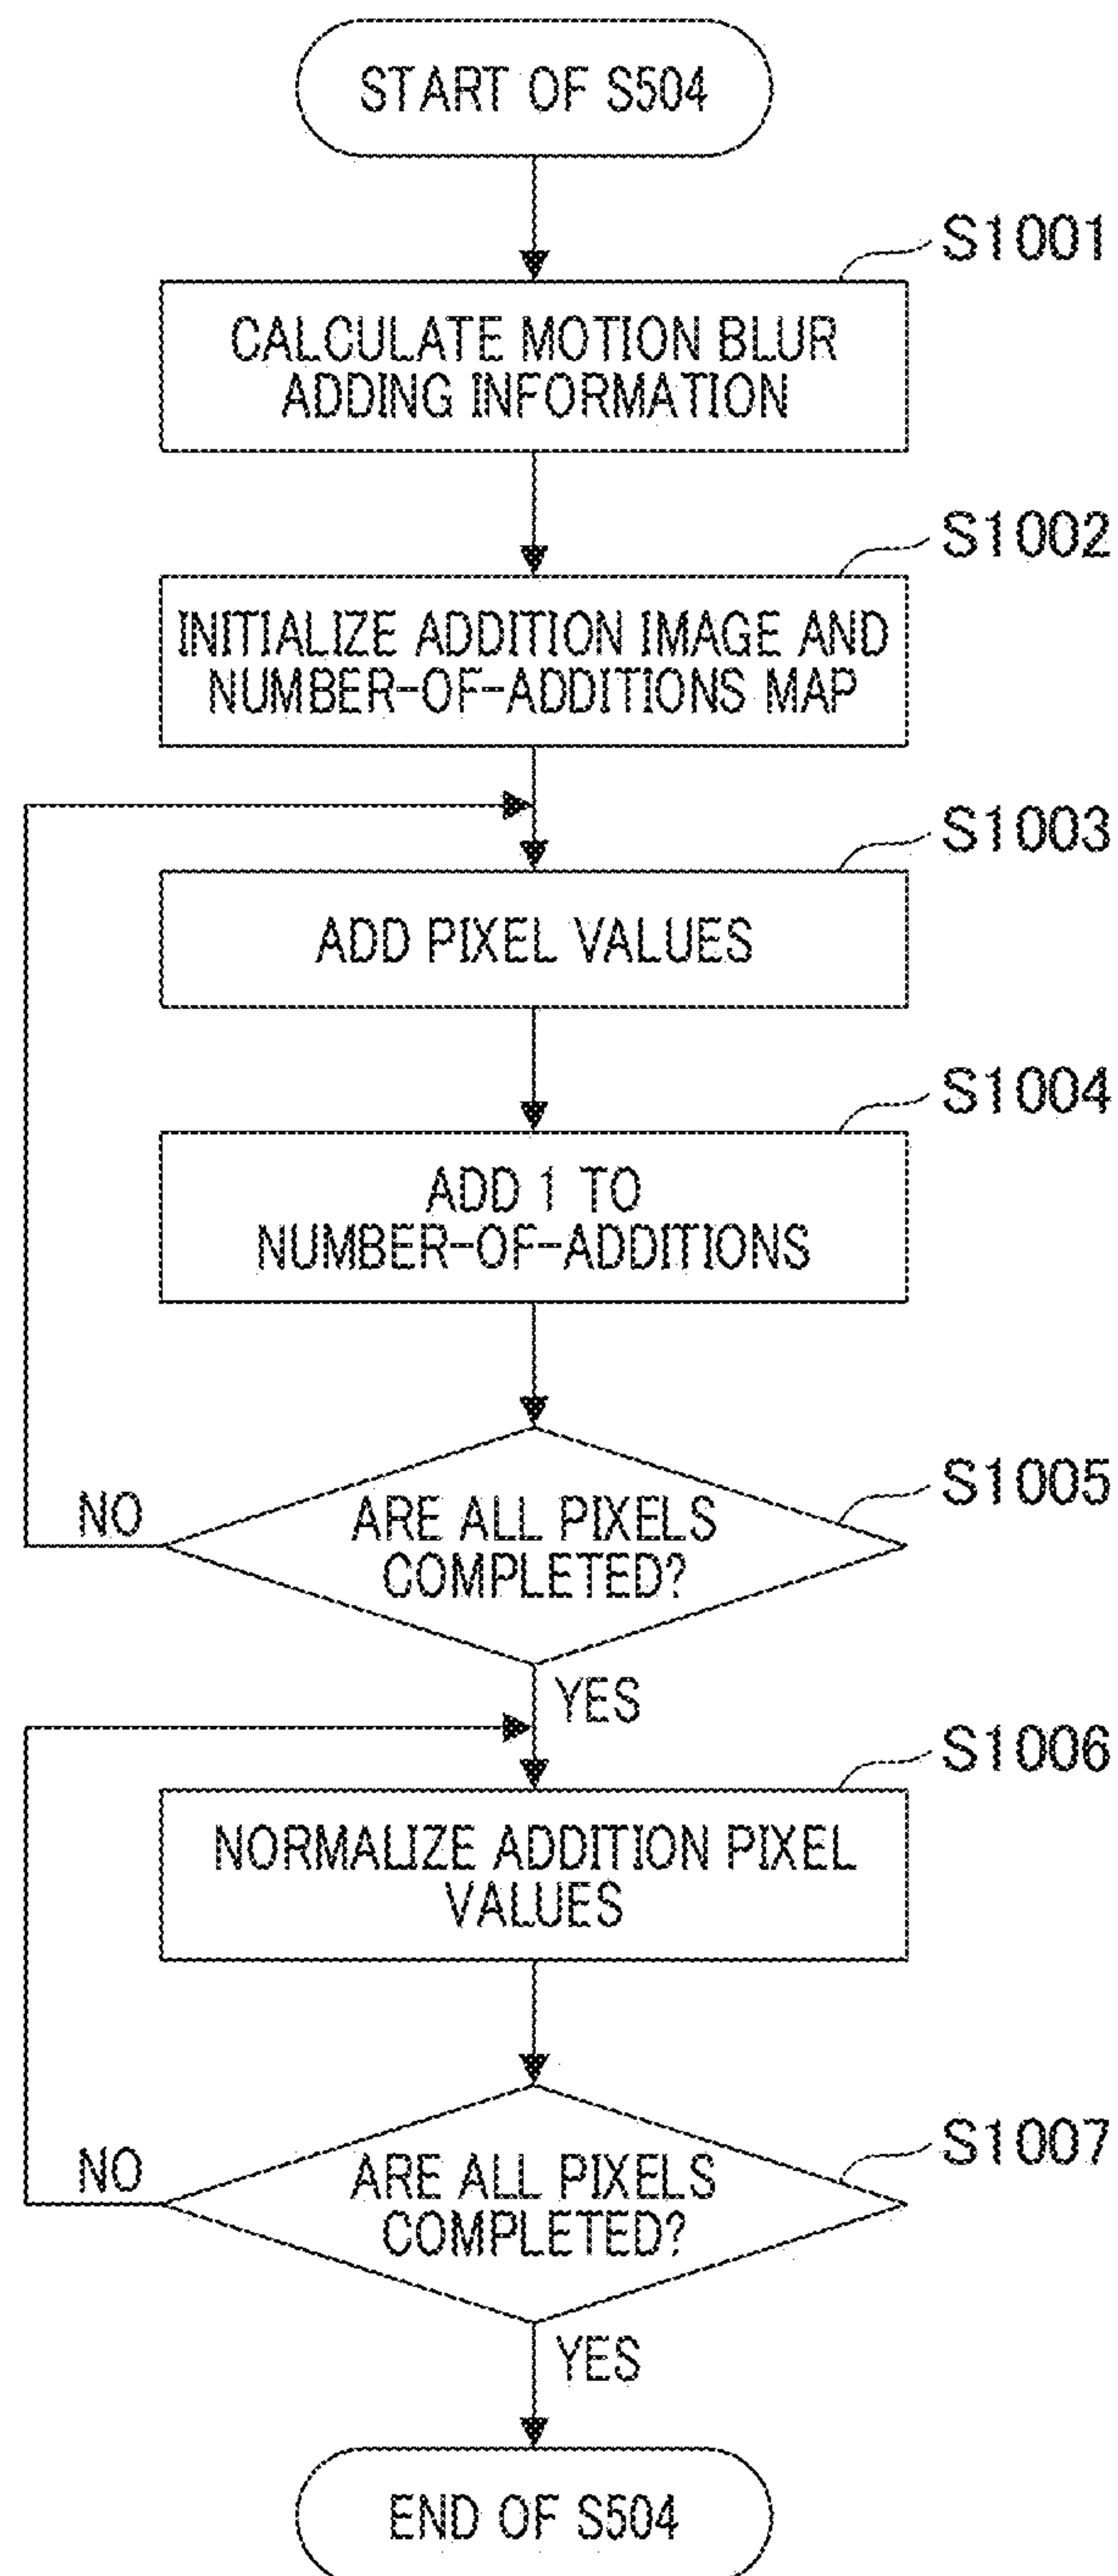 START OF S504
S1001
CALCULATE MOTION BLUR
ADDING INFORMATION
S1002
INITIALIZE ADDITION IMAGE AND
NUMBER-OF-ADDITIONS MAP
S1003
ADD PIXEL VALUES
S1004
ADD 1 TO
NUMBER-OF-ADDITIONS
S1005
NO
ARE ALL PIXELS
COMPLETED?
YES
S1006
NORMALIZE ADDITION PIXEL
VALUES
S1007
NO
ARE ALL PIXELS
COMPLETED?
YES
END OF S504